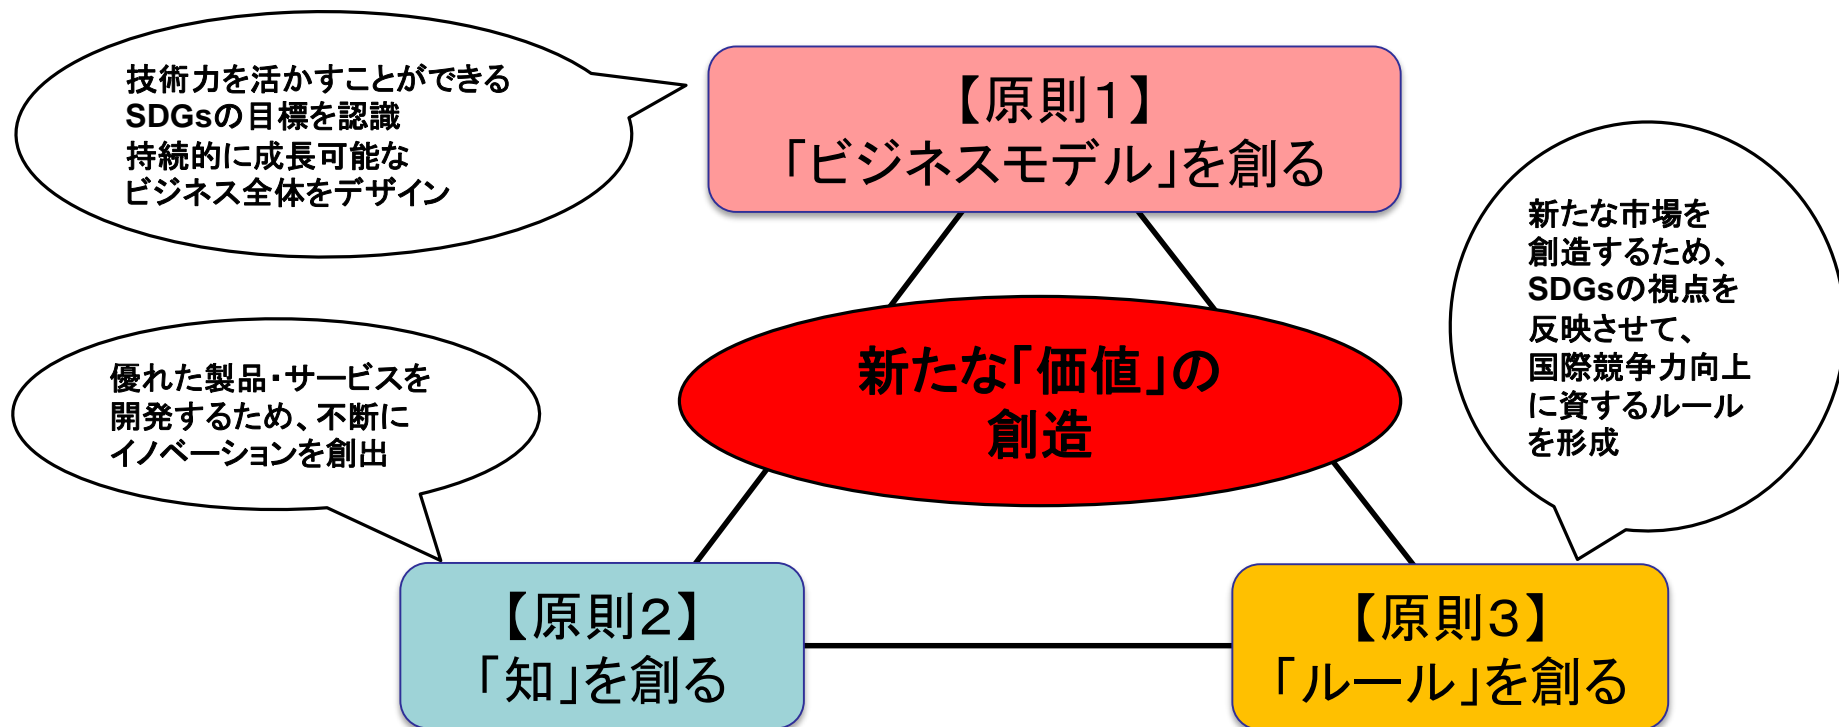 技術力を活かすことができる
SDGsの目標を認識
持続的に成長可能な
ビジネス全体をデザイン
【原則１】
「ビジネスモデル」を創る
新たな市場を
創造するため、
SDGsの視点を
反映させて、
国際競争力向上
に資するルール
を形成
優れた製品・サービスを
開発するため、不断に
イノベーションを創出
新たな「価値」の
創造
【原則２】
「知」を創る
【原則３】
「ルール」を創る